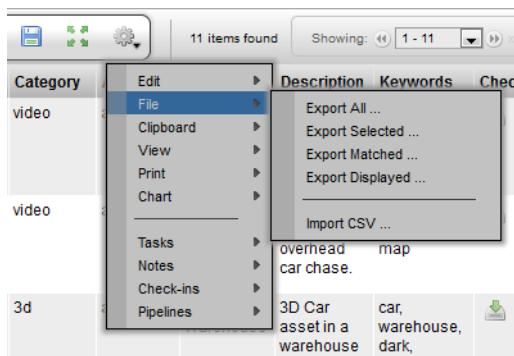 11 items found
Showing:
1 - 11
Category
Description
Keywords
video
Edit
File
Clipboard
View
Print
Chart
Tasks
Notes
Check-ins
Pipelines
Export All ...
Export Selected ...
Export Matched ...
Export Displayed ...
Import CSV ...
video
overhead
car chase.
map
3d
3D Car
asset in a
warehouse
car,
warehouse,
dark,